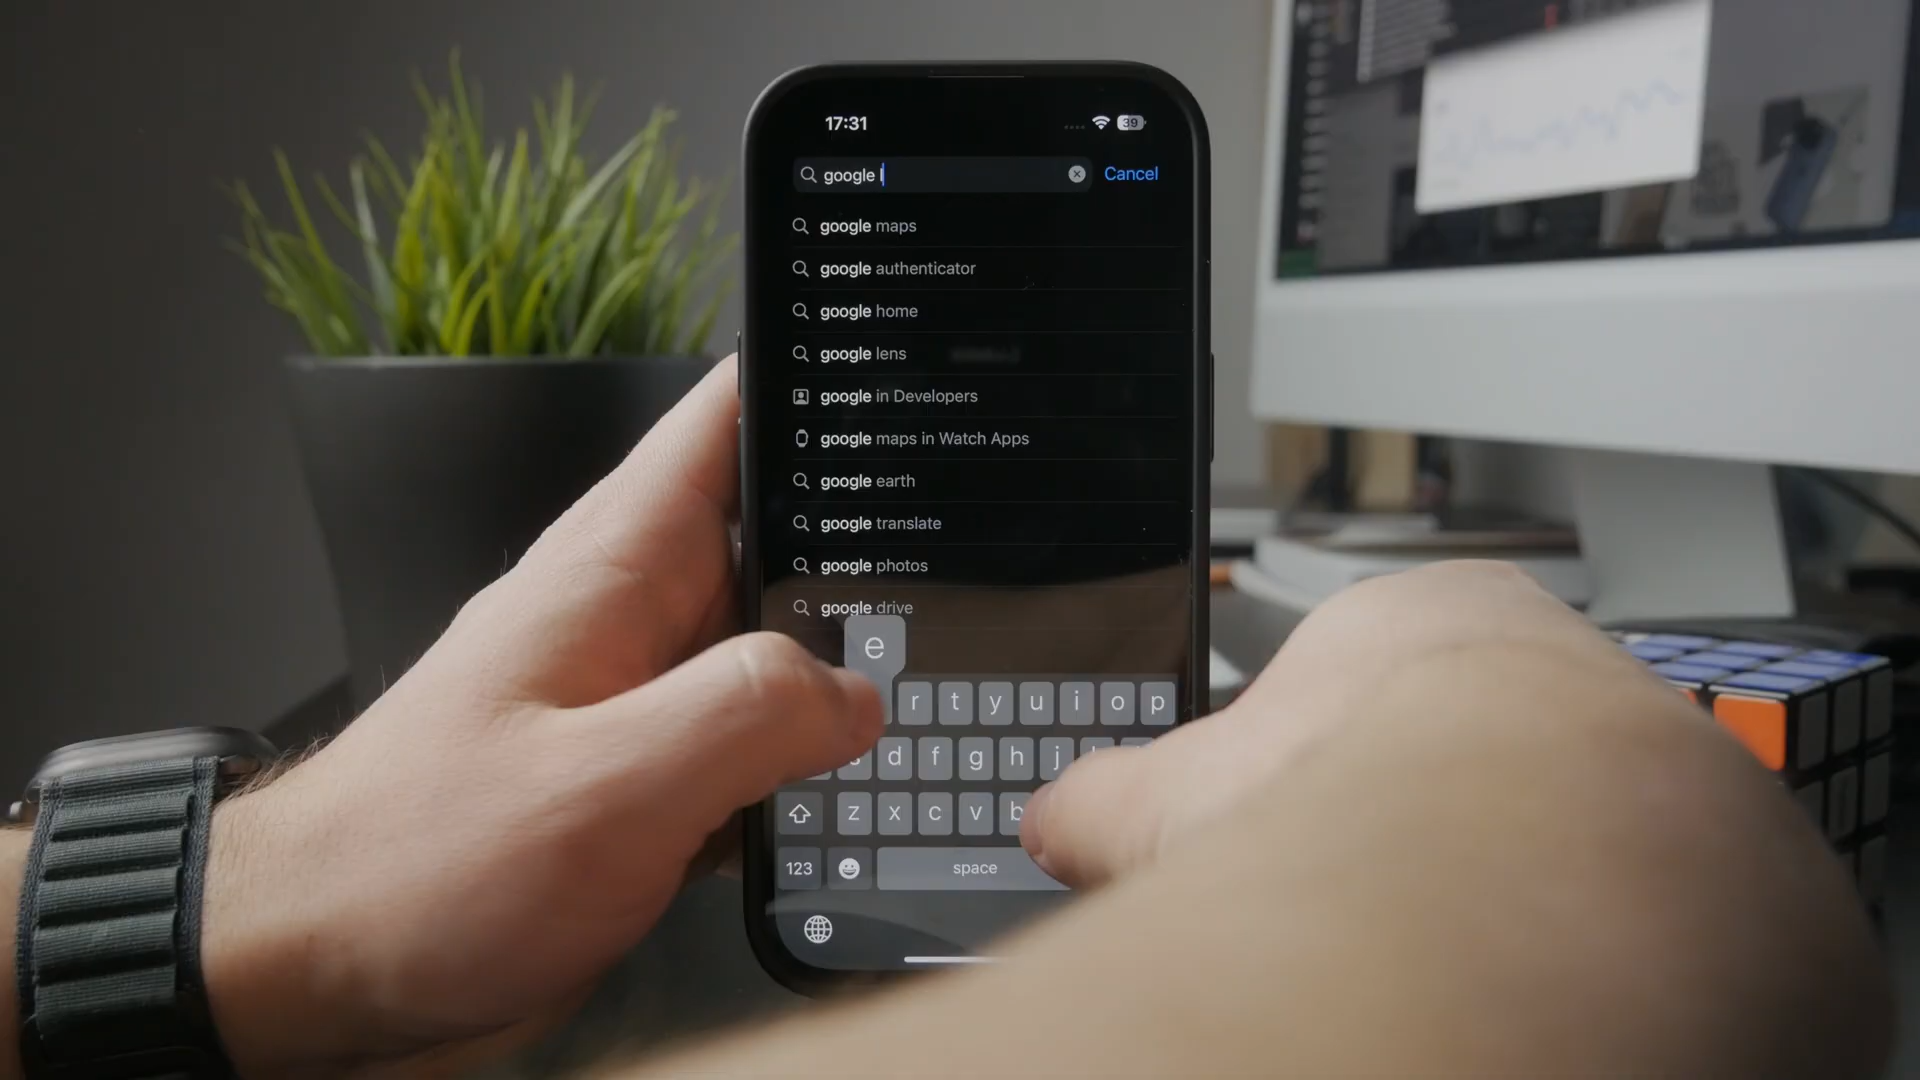 17:31
39
google l
Cancel
google maps
google authenticator
google home
google lens
google in Developers
google maps in Watch Apps
google earth
google translate
google photos
google drive
e
r t y u i o p
d f g h j
z x c v b
123
space